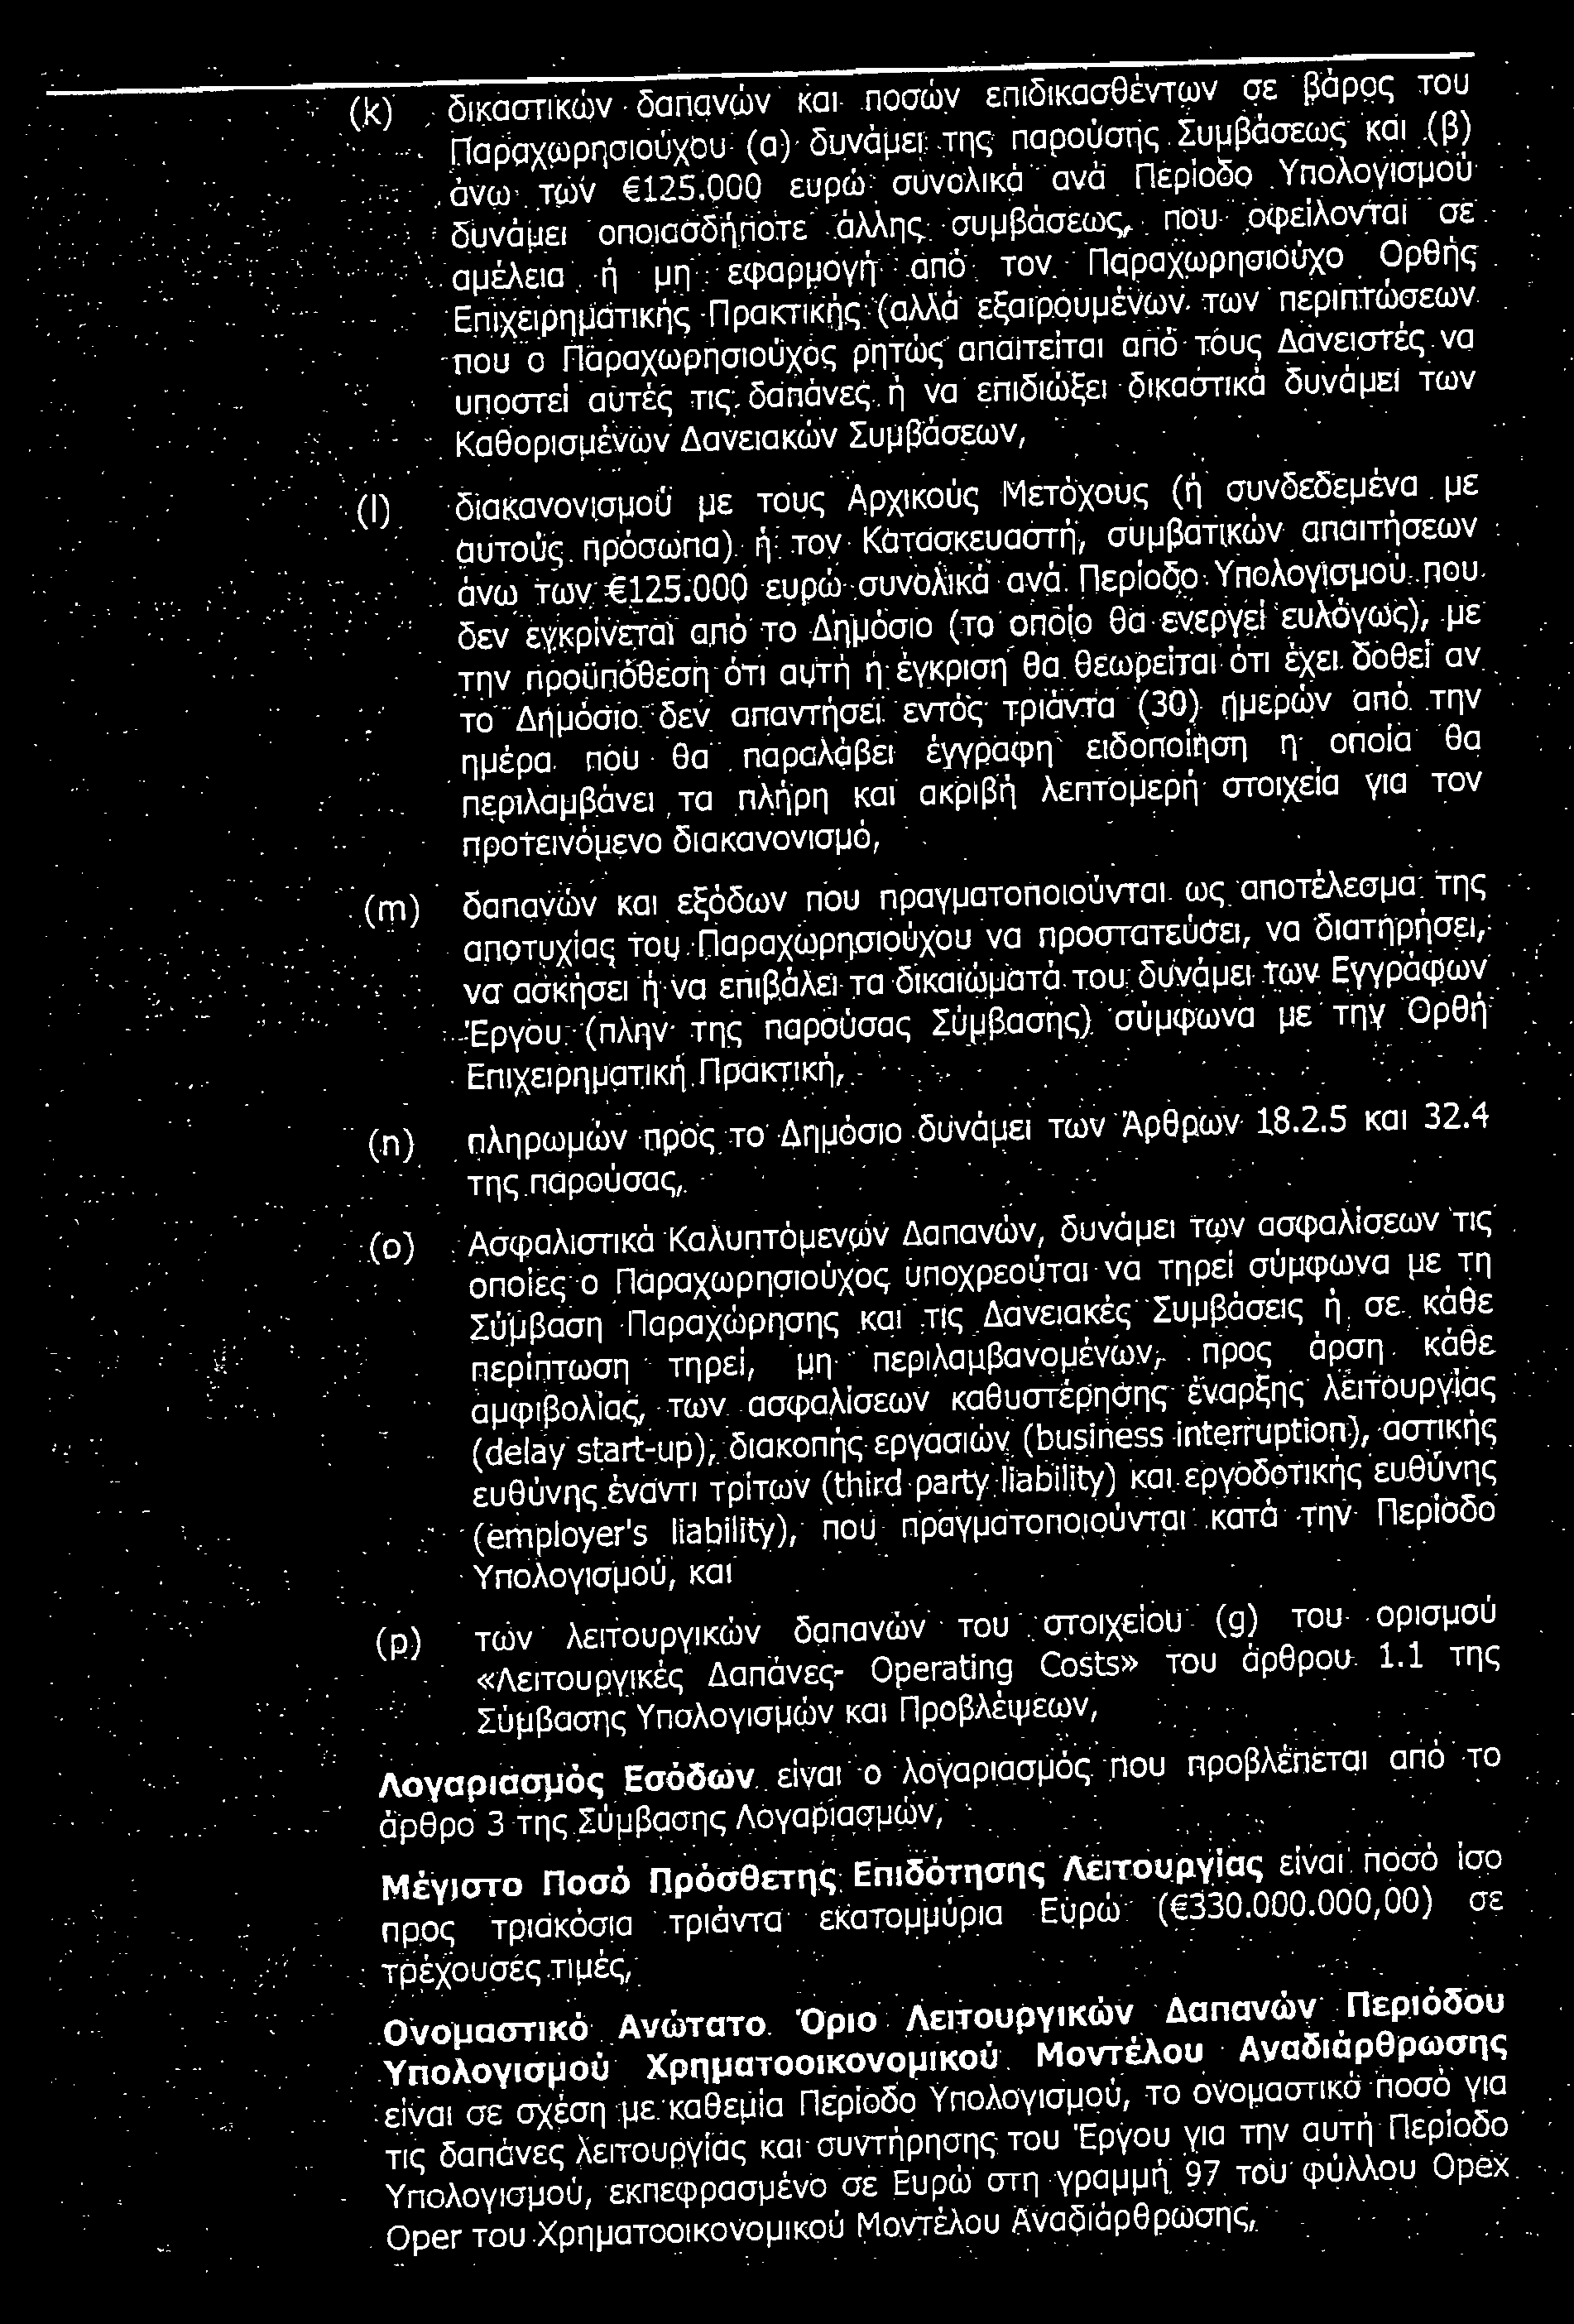 (k) δικαστικών δαπανών και ποσών επιδικασθέντων σε βάρος του
Παραχωρησιούχου (α) δυνάμει της παρούσης Συμβάσεως και (β)
άνω των €125.000 ευρώ συνολικά ανά Περίοδο Υπολογισμού
δυνάμει οποιασδήποτε άλλης συμβάσεως, που οφείλονται σε
αμέλεια ή μη εφαρμογή από τον Παραχωρησιούχο Ορθής
Επιχειρηματικής Πρακτικής (αλλά εξαιρουμένων των περιπτώσεων
που ο Παραχωρησιούχος ρητώς απαιτείται από τους Δανειστές να
υποστεί αυτές τις δαπάνες ή να επιδιώξει δικαστικά δυνάμει των
Καθορισμένων Δανειακών Συμβάσεων,
(l) διακανονισμού με τους Αρχικούς Μετόχους (ή συνδεδεμένα με
αυτούς πρόσωπα) ή τον Κατασκευαστή, συμβατικών απαιτήσεων
άνω των €125.000 ευρώ συνολικά ανά Περίοδο Υπολογισμού που
δεν εγκρίνεται από το Δημόσιο (το οποίο θα ενεργεί ευλόγως), με
την προϋπόθεση ότι αυτή η έγκριση θα θεωρείται ότι έχει δοθεί αν
το Δημόσιο δεν απαντήσει εντός τριάντα (30) ημερών από την
ημέρα που θα παραλάβει έγγραφη ειδοποίηση η οποία θα
περιλαμβάνει τα πλήρη και ακριβή λεπτομερή στοιχεία για τον
προτεινόμενο διακανονισμό,
(m) δαπανών και εξόδων που πραγματοποιούνται ως αποτέλεσμα της
αποτυχίας του Παραχωρησιούχου να προστατεύσει, να διατηρήσει,
να ασκήσει ή να επιβάλει τα δικαιώματά του δυνάμει των Εγγράφων
Έργου (πλην της παρούσας Σύμβασης) σύμφωνα με την Ορθή
Επιχειρηματική Πρακτική,
(n) πληρωμών προς το Δημόσιο δυνάμει των Άρθρων 18.2.5 και 32.4
της παρούσας,
(o) Ασφαλιστικά Καλυπτόμενων Δαπανών, δυνάμει των ασφαλίσεων τις
οποίες ο Παραχωρησιούχος υποχρεούται να τηρεί σύμφωνα με τη
Σύμβαση Παραχώρησης και τις Δανειακές Συμβάσεις ή σε κάθε
περίπτωση τηρεί, μη περιλαμβανομένων, προς άρση κάθε
αμφιβολίας, των ασφαλίσεων καθυστέρησης έναρξης λειτουργίας
(delay start-up), διακοπής εργασιών (business interruption), αστικής
ευθύνης έναντι τρίτων (third party liability) και εργοδοτικής ευθύνης
(employer's liability), που πραγματοποιούνται κατά την Περίοδο
Υπολογισμού, και
(p) των λειτουργικών δαπανών του στοιχείου (g) του ορισμού
«Λειτουργικές Δαπάνες- Operating Costs» του άρθρου 1.1 της
Σύμβασης Υπολογισμών και Προβλέψεων,
Λογαριασμός Εσόδων είναι ο λογαριασμός που προβλέπεται από το
άρθρο 3 της Σύμβασης Λογαριασμών,
Μέγιστο Ποσό Πρόσθετης Επιδότησης Λειτουργίας είναι ποσό ίσο
προς τριακόσια τριάντα εκατομμύρια Ευρώ (€330.000.000,00) σε
τρέχουσες τιμές,
Ονομαστικό Ανώτατο Όριο Λειτουργικών Δαπανών Περιόδου
Υπολογισμού Χρηματοοικονομικού Μοντέλου Αναδιάρθρωσης
είναι σε σχέση με καθεμία Περίοδο Υπολογισμού, το ονομαστικό ποσό για
τις δαπάνες λειτουργίας και συντήρησης του Έργου για την αυτή Περίοδο
Υπολογισμού, εκπεφρασμένο σε Ευρώ στη γραμμή 97 του φύλλου Opex
Oper του Χρηματοοικονομικού Μοντέλου Αναδιάρθρωσης,